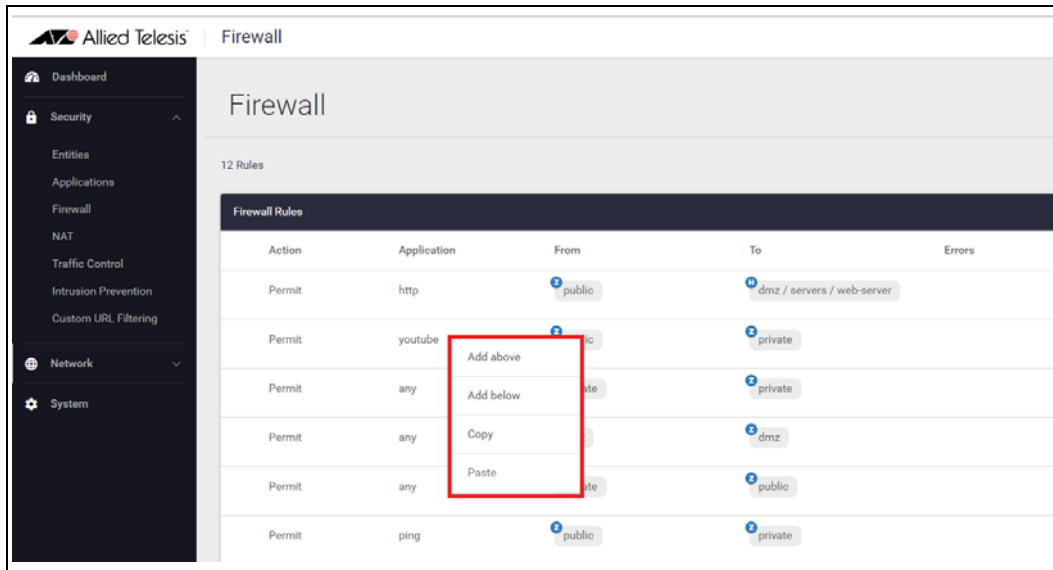 Allied Telesis
Firewall
Dashboard
Security
Entities
Applications
Firewall
NAT
Traffic Control
Intrusion Prevention
Custom URL Filtering
Network
System
Firewall
12 Rules
Firewall Rules
Action Application From To Errors
Permit http Z public H dmz / servers / web-server
Permit youtube Z Z private
Permit any Z private
Permit any Z dmz
Permit any Z public
Permit ping Z public Z private
Add above
Add below
Copy
Paste